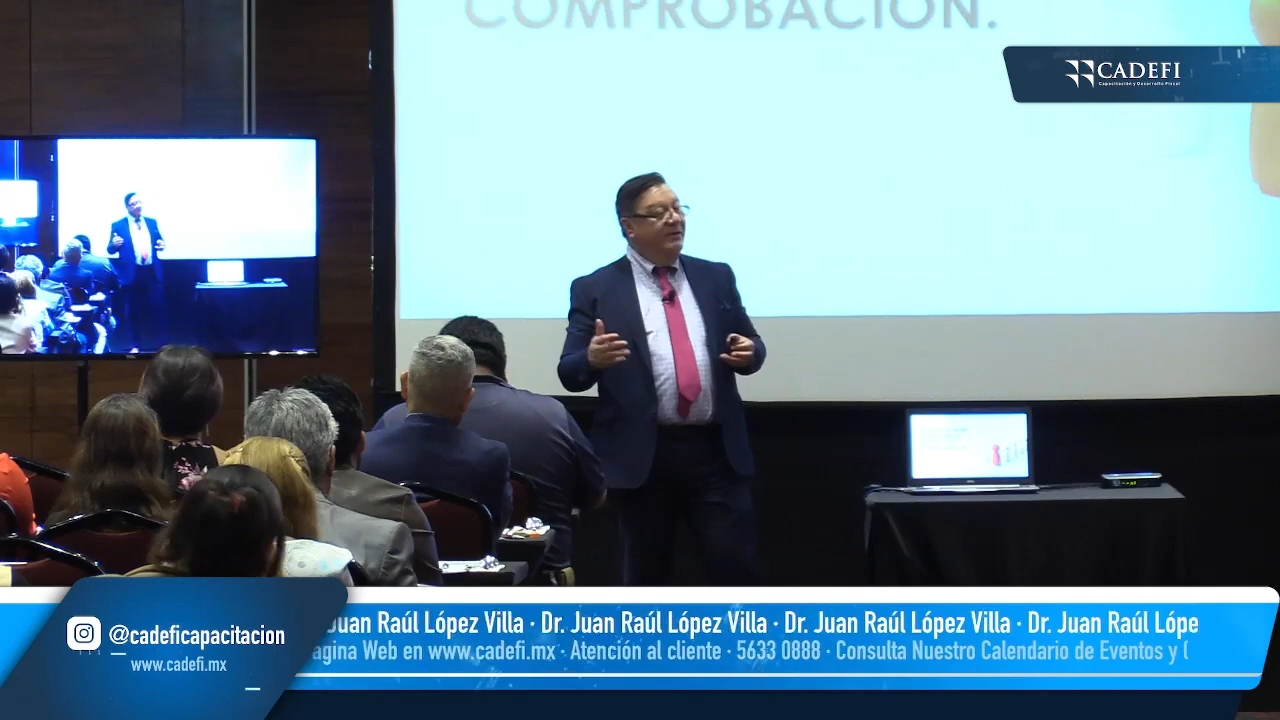 COMPROBACIÓN.
CADEFI
Capacitación y Desarrollo Fiscal
@cadeficapacitacion
www.cadefi.mx
Juan Raúl López Villa · Dr. Juan Raúl López Villa · Dr. Juan Raúl López Villa · Dr. Juan Raúl Lópe
agina Web en www.cadefi.mx · Atención al cliente · 5633 0888 · Consulta Nuestro Calendario de Eventos y